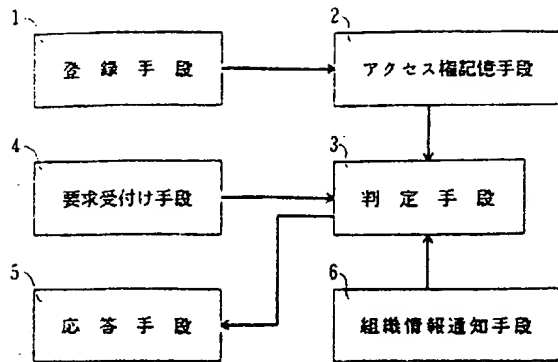 1
登録手段
2
アクセス権記憶手段
4
要求受付け手段
3
判定手段
5
応答手段
6
組織情報通知手段